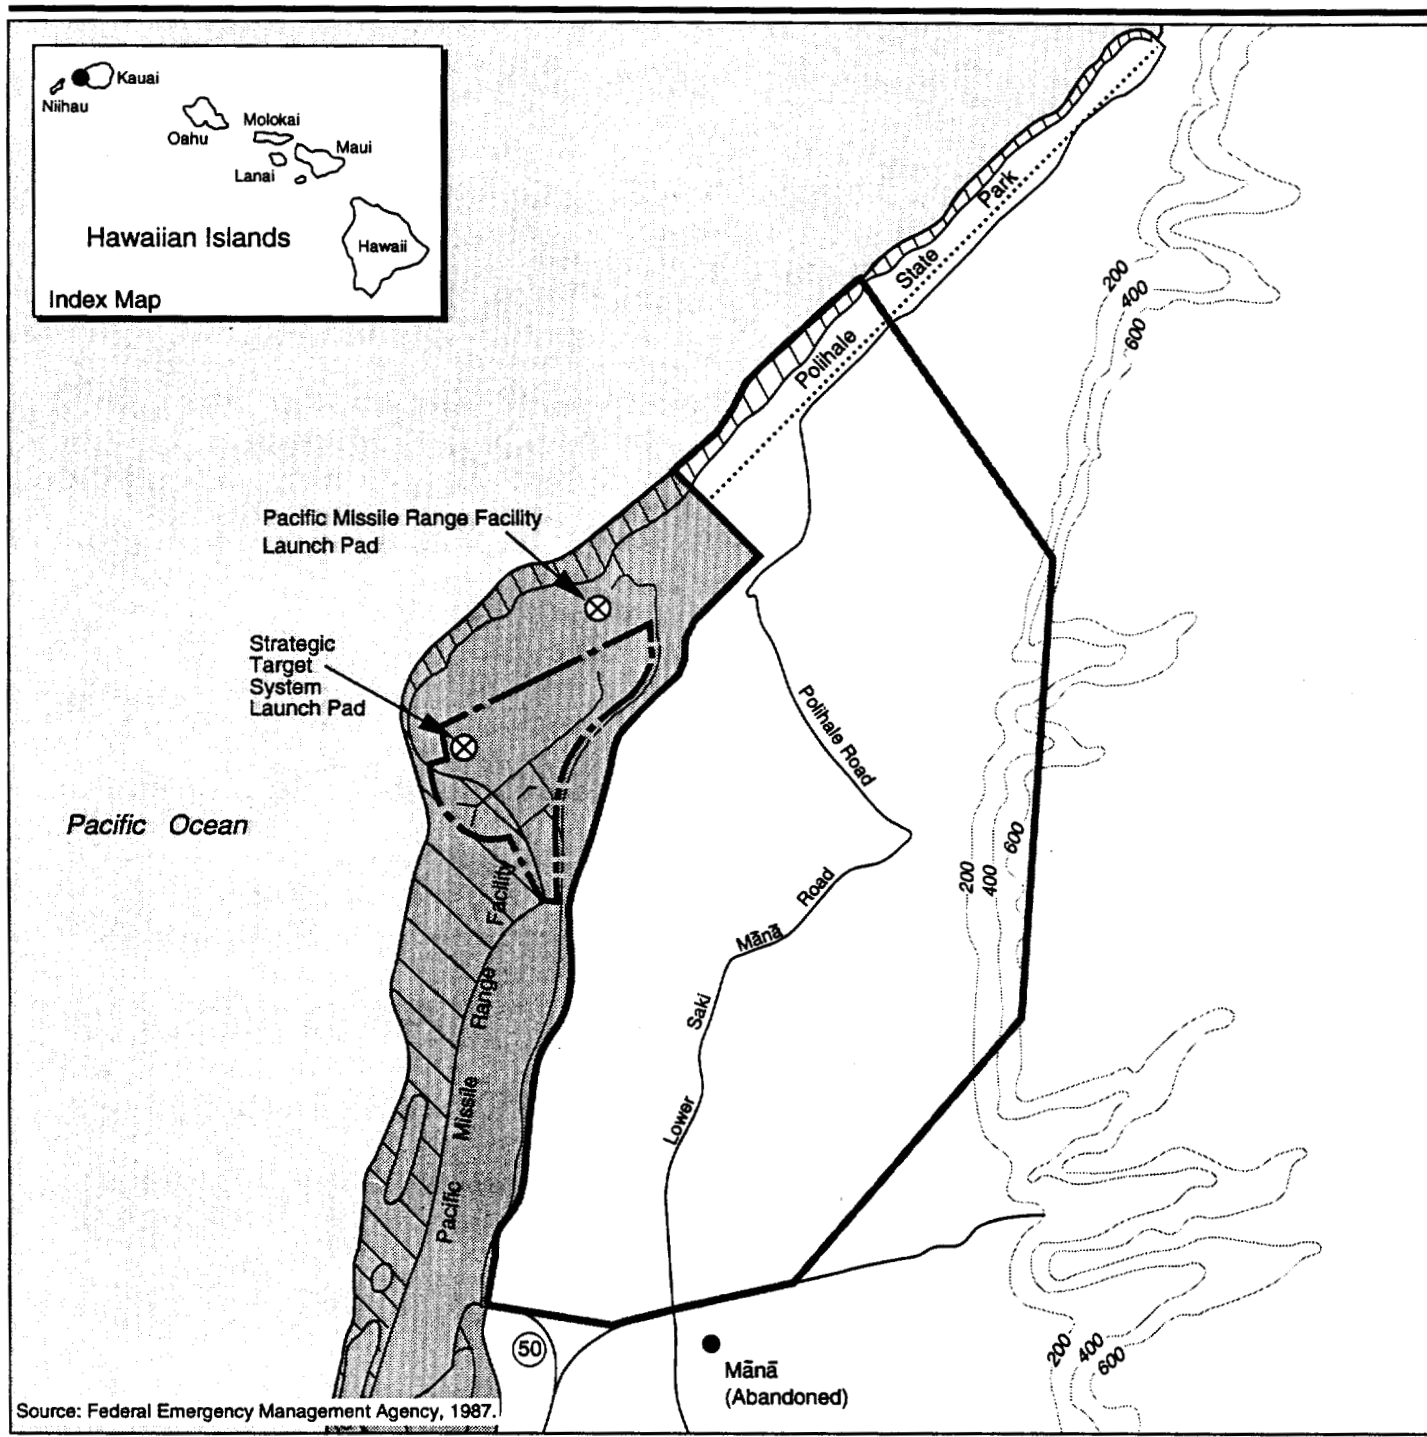 Kauai
Niihau
Oahu
Molokai
Maui
Lanai
Hawaiian Islands
Hawaii
Index Map
Polihale State Park
200
400
600
Pacific Missile Range Facility
Launch Pad
Strategic
Target
System
Launch Pad
Polihale Road
Pacific Ocean
200
400
600
Lower Saki Mānā Road
Pacific Missile Range Facility
50
Mānā
(Abandoned)
200
400
600
Source: Federal Emergency Management Agency, 1987.